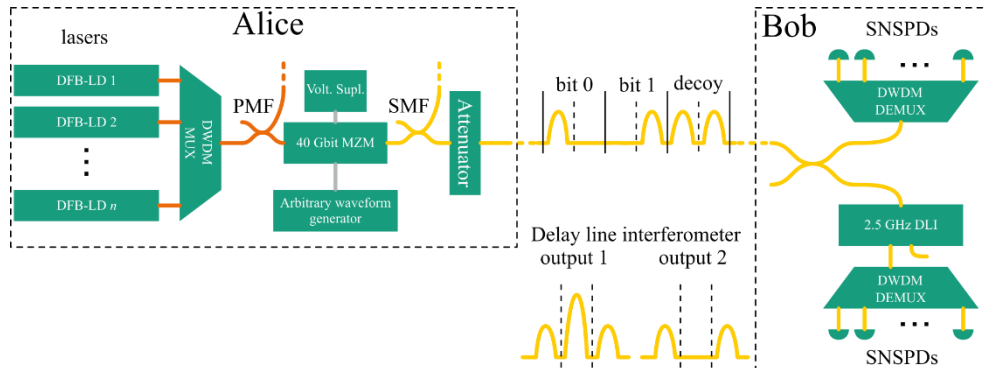 Alice
lasers
DFB-LD 1
DFB-LD 2
DFB-LD n
DWDM
MUX
PMF
Volt. Supl.
40 Gbit MZM
Arbitrary waveform
generator
SMF
Attenuator
bit 0
bit 1
decoy
Delay line interferometer
output 1
output 2
Bob
SNSPDs
DWDM
DEMUX
2.5 GHz DLI
DWDM
DEMUX
SNSPDs